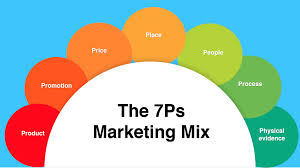 Product
Promotion
Price
Place
People
Process
Physical
evidence
The 7Ps
Marketing Mix